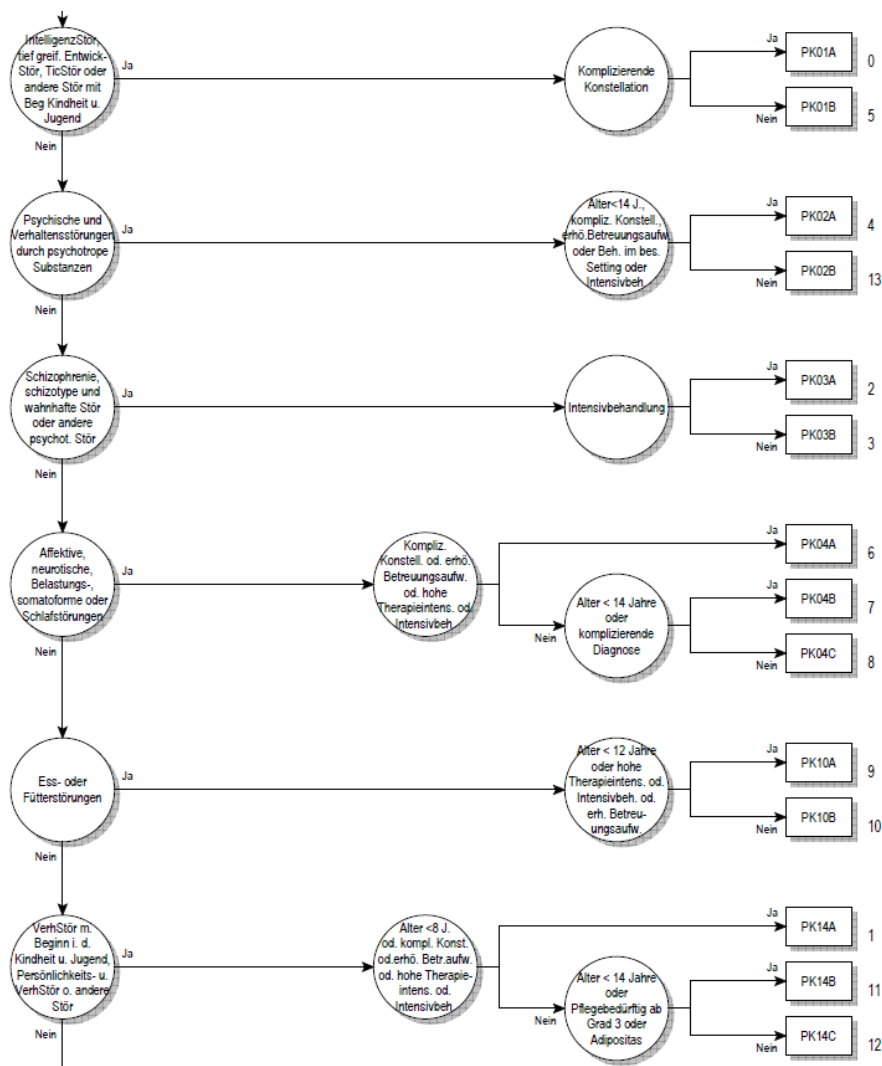 IntelligenzStör,
tief greif. Entwick-
Stör, TicStör oder
andere Stör mit
Beg Kindheit u.
Jugend
Ja
Nein
Komplizierende
Konstellation
Ja
PK01A
0
Nein
PK01B
5
Psychische und
Verhaltensstörungen
durch psychotrope
Substanzen
Ja
Nein
Alter<14 J.,
kompliz. Konstell.,
erhö.Betreuungsaufw.
oder Beh. im bes.
Setting oder
Intensivbeh.
Ja
PK02A
4
Nein
PK02B
13
Schizophrenie,
schizotype und
wahnhafte Stör
oder andere
psychot. Stör
Ja
Nein
Intensivbehandlung
Ja
PK03A
2
Nein
PK03B
3
Affektive,
neurotische,
Belastungs-,
somatoforme oder
Schlafstörungen
Ja
Nein
Kompliz.
Konstell. od. erhö.
Betreuungsaufw.
od. hohe
Therapieintens. od.
Intensivbeh.
Ja
PK04A
6
Nein
Alter < 14 Jahre
oder
komplizierende
Diagnose
Ja
PK04B
7
Nein
PK04C
8
Ess- oder
Fütterstörungen
Ja
Nein
Alter < 12 Jahre
oder hohe
Therapieintens. od.
Intensivbeh. od.
erh. Betreu-
ungsaufw.
Ja
PK10A
9
Nein
PK10B
10
VerhStör m.
Beginn i. d.
Kindheit u. Jugend,
Persönlichkeits- u.
VerhStör o. andere
Stör
Ja
Nein
Alter <8 J.
od. kompl. Konst.
od.erhö. Betr.aufw.
od. hohe Therapie-
intens. od.
Intensivbeh.
Ja
PK14A
1
Nein
Alter < 14 Jahre
oder
Pflegebedürftig ab
Grad 3 oder
Adipositas
Ja
PK14B
11
Nein
PK14C
12